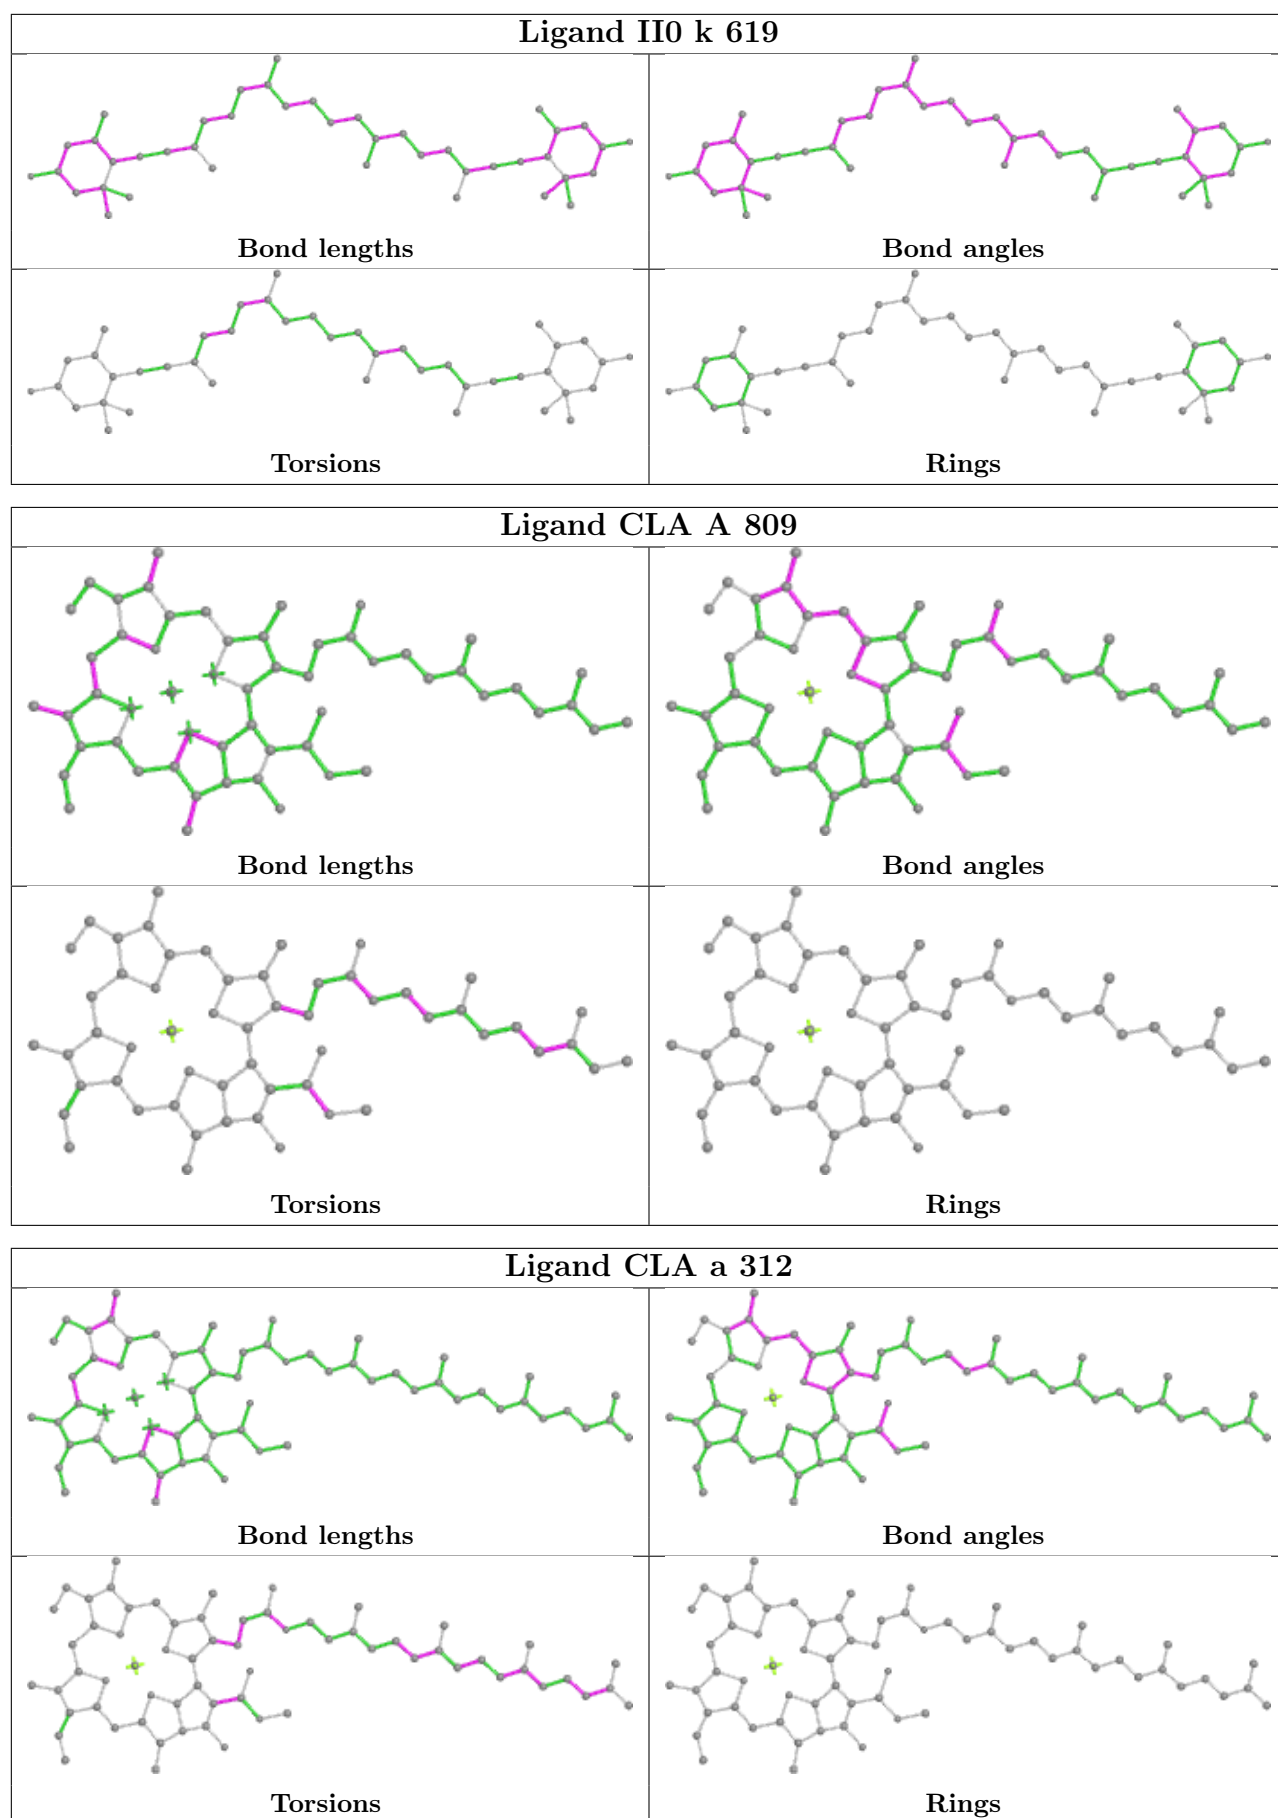 Ligand II0 k 619
Bond lengths
Bond angles
Torsions
Rings
Ligand CLA A 809
Bond lengths
Bond angles
Torsions
Rings
Ligand CLA a 312
Bond lengths
Bond angles
Torsions
Rings